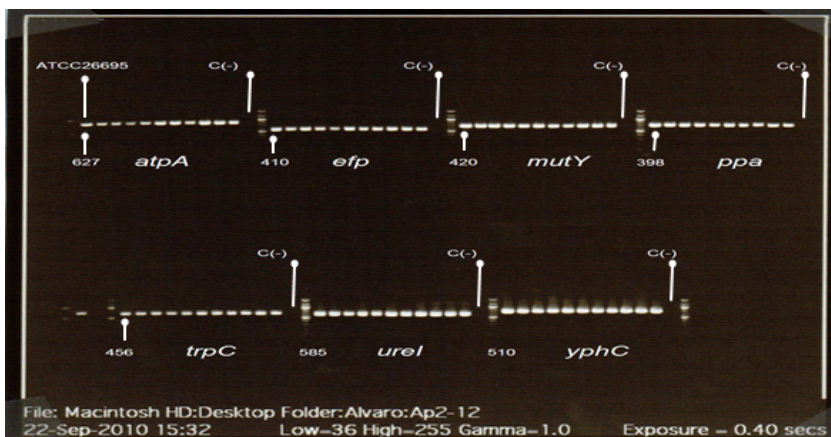 ATCC26695 C(-) C(-) C(-) C(-)
627 atpA 410 efp 420 mutY 398 ppa
C(-) C(-) C(-)
456 trpC 585 ureI 510 yphC
File: Macintosh HD:Desktop Folder:Alvaro:Ap2-12
22-Sep-2010 15:32 Low=36 High=255 Gamma=1.0 Exposure = 0.40 secs